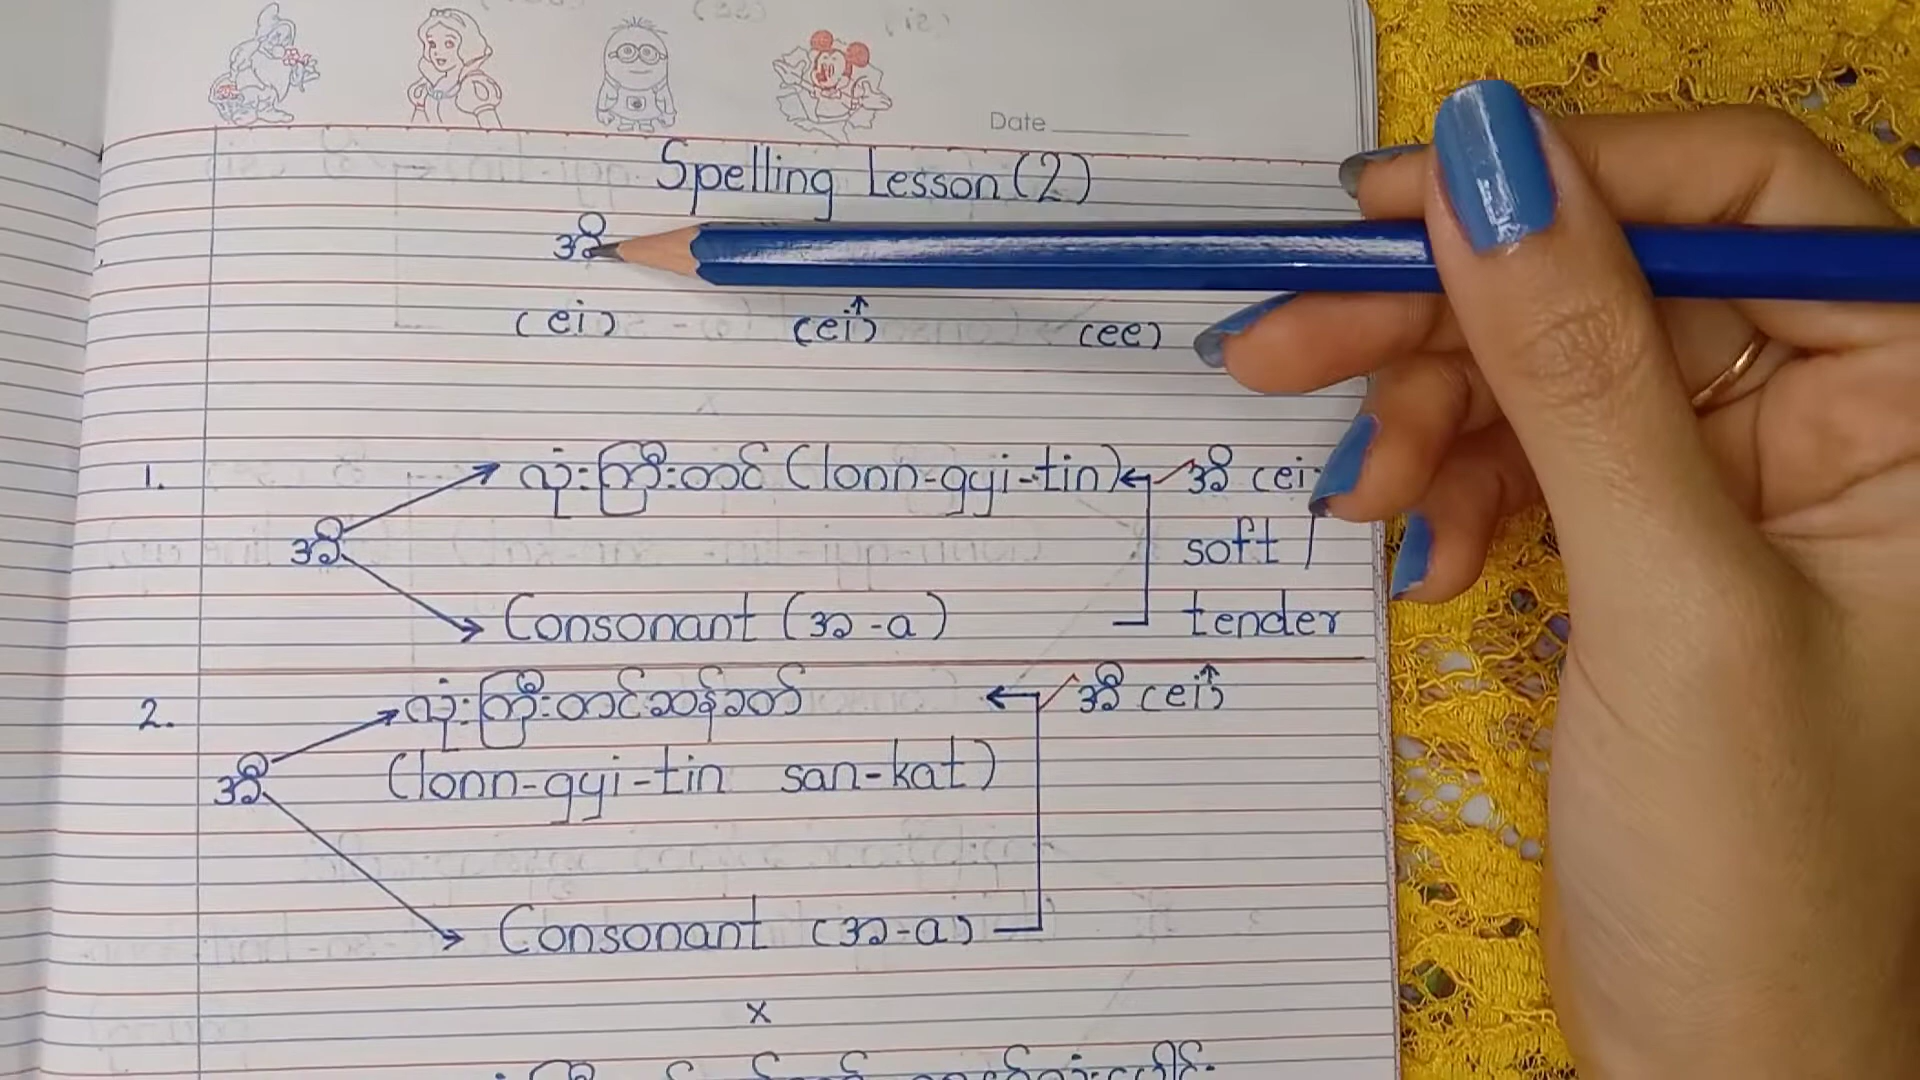 Date
Spelling Lesson (2)
အိ
(ei) (ei↑) (ee)
1. လုံးကြီးတင် (lonn-gyi-tin) ← အိ (ei
အိ soft /
Consonant (အ-a) tender
2. လုံးကြီးတင်ဆန်ခတ် ← အီ (ei↑)
အီ (lonn-gyi-tin san-kat)
Consonant (အ-a)
x